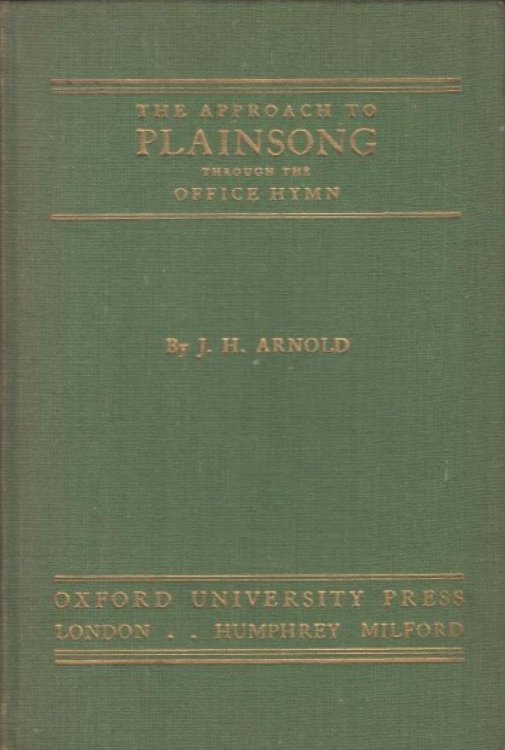 THE APPROACH TO
PLAINSONG
THROUGH THE
OFFICE HYMN
By J. H. ARNOLD
OXFORD UNIVERSITY PRESS
LONDON . . HUMPHREY MILFORD